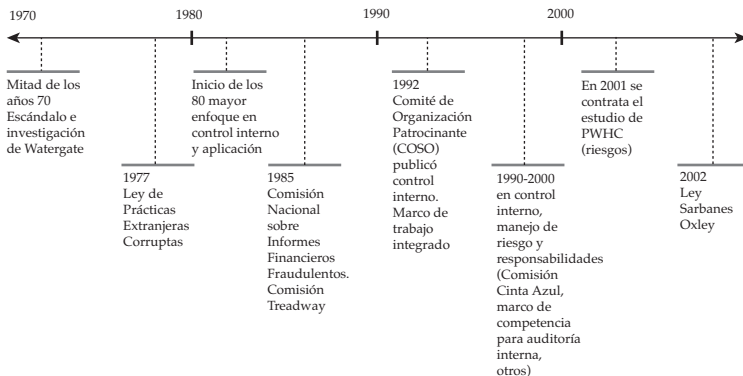 1970
1980
1990
2000
Mitad de los
años 70
Escándalo e
investigación
de Watergate
1977
Ley de
Prácticas
Extranjeras
Corruptas
Inicio de los
80 mayor
enfoque en
control interno
y aplicación
1985
Comisión
Nacional
sobre
Informes
Financieros
Fraudulentos.
Comisión
Treadway
1992
Comité de
Organización
Patrocinante
(COSO)
publicó
control
interno.
Marco de
trabajo
integrado
1990-2000
en control
interno,
manejo de
riesgo y
responsabilidades
(Comisión
Cinta Azul,
marco de
competencia
para auditoría
interna,
otros)
En 2001 se
contrata el
estudio de
PWHC
(riesgos)
2002
Ley
Sarbanes
Oxley